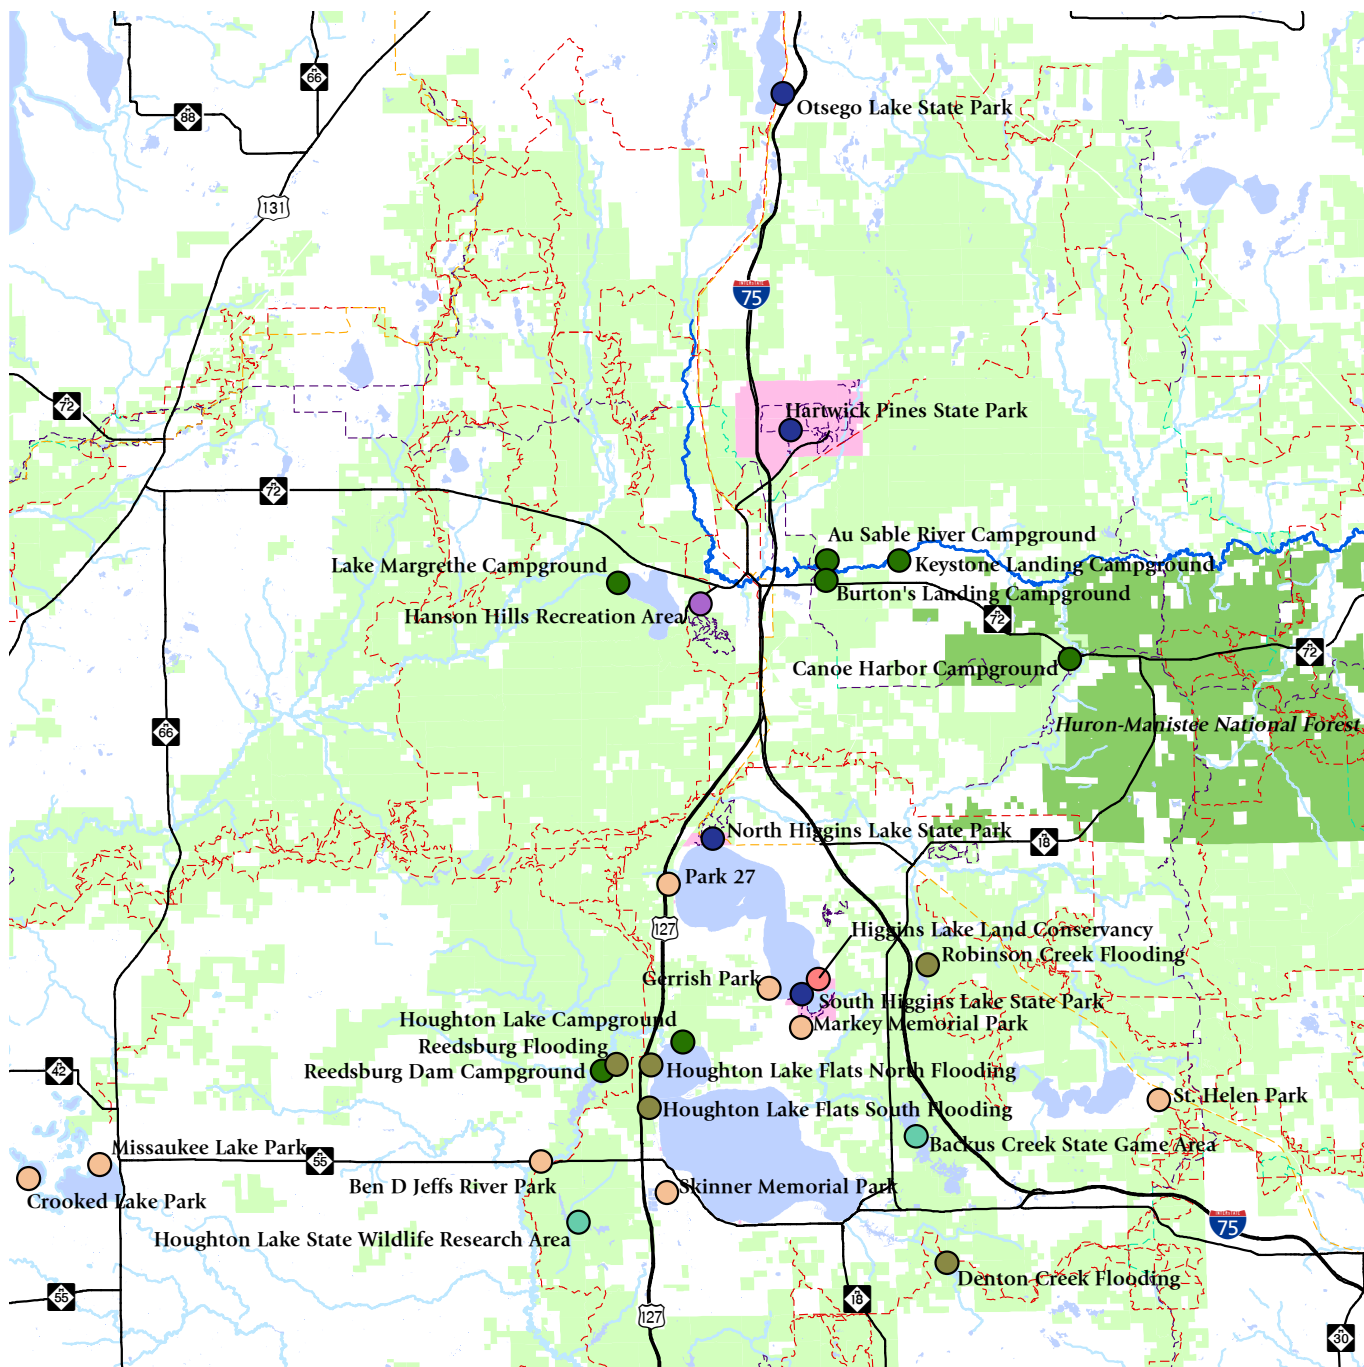 M
66
Otsego Lake State Park
M
88
131
INTERSTATE
75
M
72
Hartwick Pines State Park
M
72
Au Sable River Campground
Lake Margrethe Campground
Keystone Landing Campground
Burton's Landing Campground
Hanson Hills Recreation Area
M
72
M
72
Canoe Harbor Campground
M
66
Huron-Manistee National Forest
North Higgins Lake State Park
M
18
Park 27
127
Higgins Lake Land Conservancy
Robinson Creek Flooding
Gerrish Park
South Higgins Lake State Park
Houghton Lake Campground
Markey Memorial Park
Reedsburg Flooding
M
42
Reedsburg Dam Campground
Houghton Lake Flats North Flooding
St. Helen Park
Houghton Lake Flats South Flooding
Backus Creek State Game Area
Missaukee Lake Park
M
55
Ben D Jeffs River Park
Skinner Memorial Park
Crooked Lake Park
INTERSTATE
75
Houghton Lake State Wildlife Research Area
Denton Creek Flooding
M
55
M
18
127
M
30